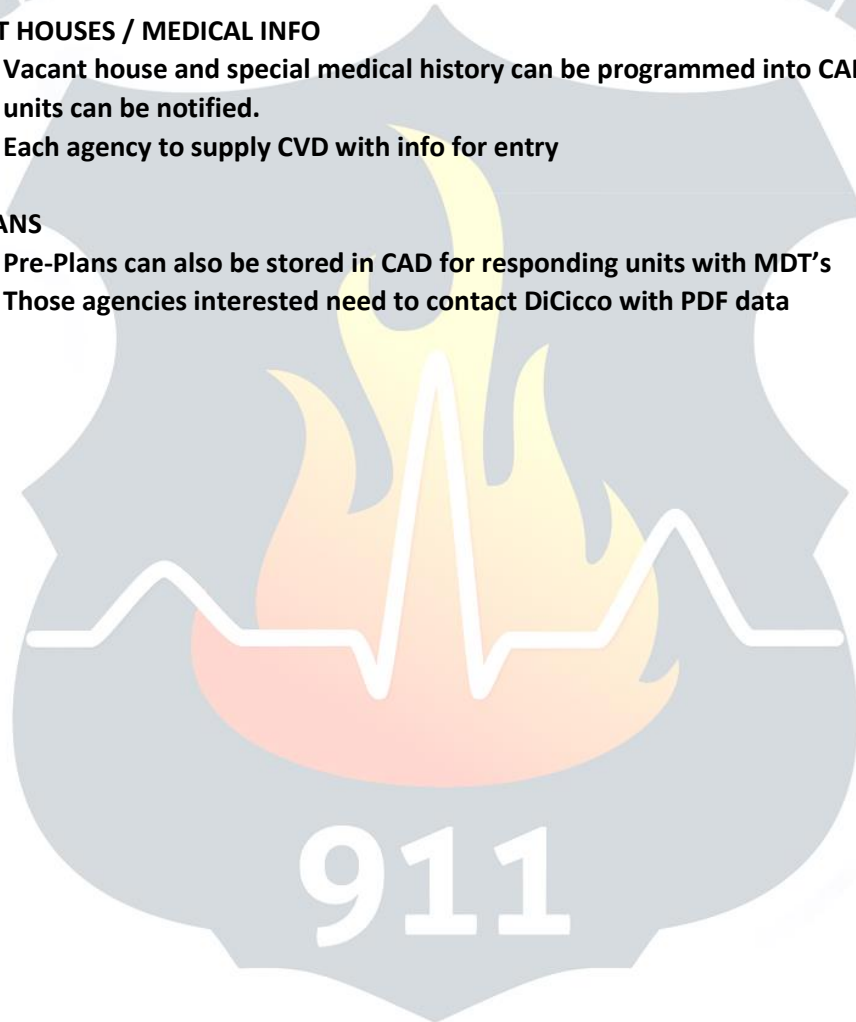 T HOUSES / MEDICAL INFO
Vacant house and special medical history can be programmed into CAD
units can be notified.
Each agency to supply CVD with info for entry
ANS
Pre-Plans can also be stored in CAD for responding units with MDT’s
Those agencies interested need to contact DiCicco with PDF data
911